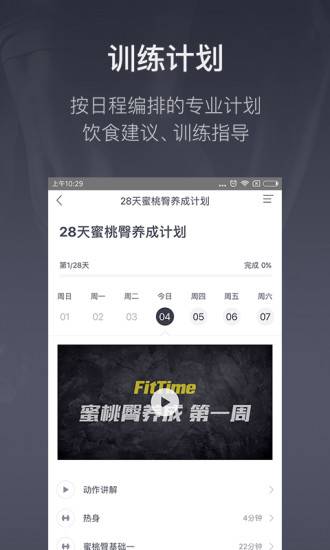 训练计划
按日程编排的专业计划
饮食建议、训练指导
上午10:29
28天蜜桃臀养成计划
28天蜜桃臀养成计划
第1/28天 完成 0%
周日 周一 周二 今日 周四 周五 周六
01 02 03 04 05 06 07
FitTime
蜜桃臀养成 第一周
动作讲解
热身 4分钟
蜜桃臀基础一 22分钟